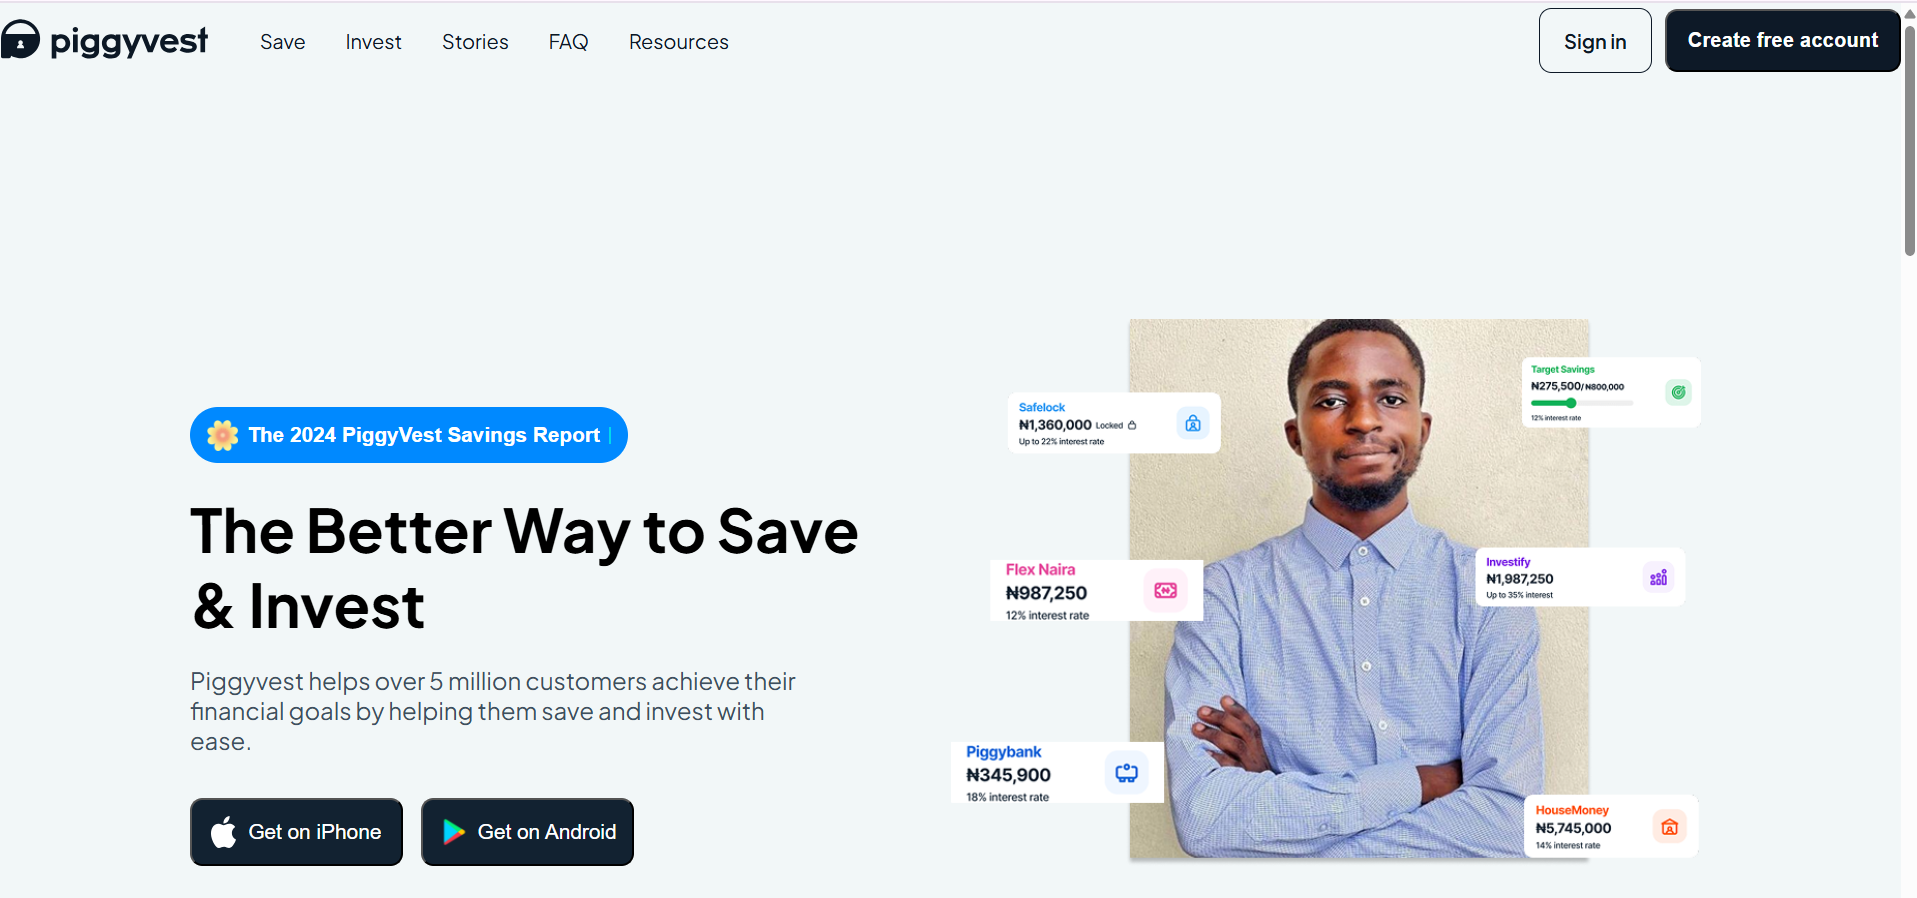 piggyvest
Save
Invest
Stories
FAQ
Resources
Sign in
Create free account
The 2024 PiggyVest Savings Report |
The Better Way to Save
& Invest
Piggyvest helps over 5 million customers achieve their
financial goals by helping them save and invest with
ease.
Get on iPhone
Get on Android
Safelock
₦1,360,000 Locked
Up to 22% interest rate
Target Savings
₦275,500/₦800,000
12% interest rate
Flex Naira
₦987,250
12% interest rate
Investify
₦1,987,250
Up to 35% interest
Piggybank
₦345,900
18% interest rate
HouseMoney
₦5,745,000
14% interest rate